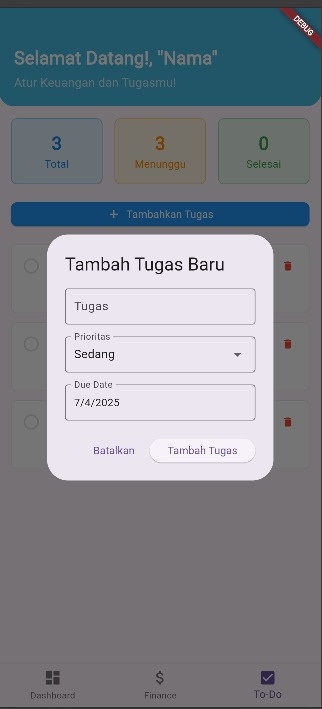 DEBUG
Selamat Datang!, "Nama"
Atur Keuangan dan Tugasmu!
3 3 0
Total Menunggu Selesai
+ Tambahkan Tugas
Tambah Tugas Baru
Tugas
Prioritas
Sedang
Due Date
7/4/2025
Batalkan Tambah Tugas
$
Dashboard Finance To-Do